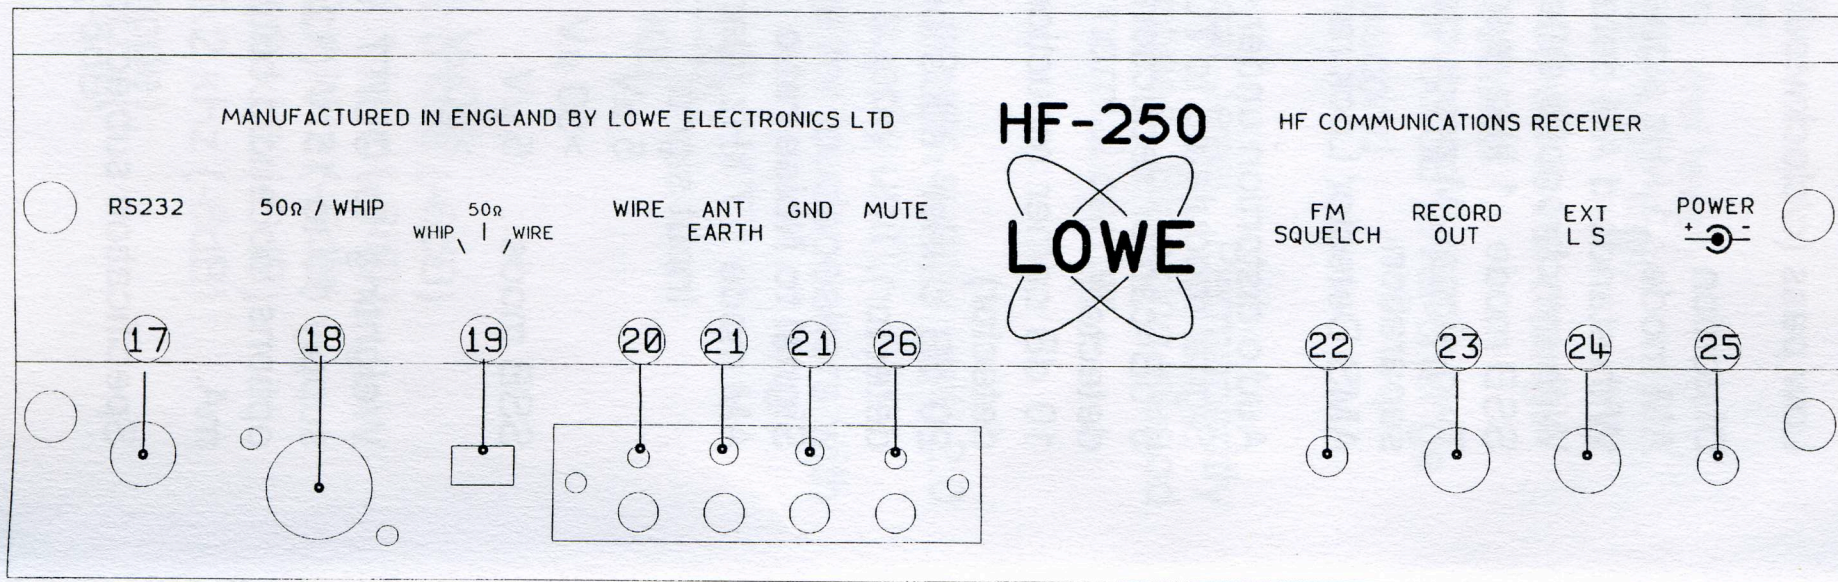 MANUFACTURED IN ENGLAND BY LOWE ELECTRONICS LTD
HF-250
HF COMMUNICATIONS RECEIVER
RS232
50Ω / WHIP
50Ω
WHIP
WIRE
WIRE
ANT
EARTH
GND
MUTE
LOWE
FM
SQUELCH
RECORD
OUT
EXT
L S
POWER
+ -
17
18
19
20
21
21
26
22
23
24
25